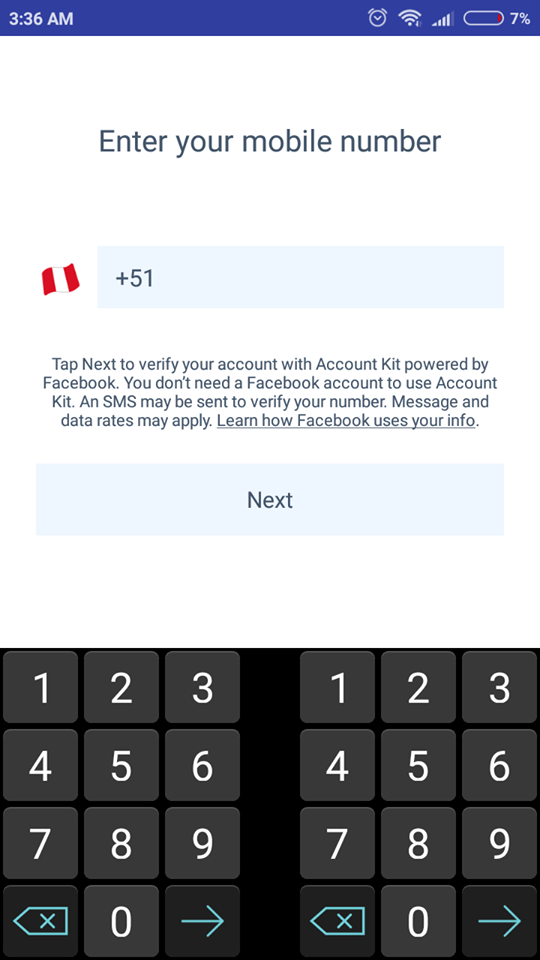 3:36 AM 7%
Enter your mobile number
+51
Tap Next to verify your account with Account Kit powered by
Facebook. You don't need a Facebook account to use Account
Kit. An SMS may be sent to verify your number. Message and
data rates may apply. Learn how Facebook uses your info.
Next
1 2 3 1 2 3
4 5 6 4 5 6
7 8 9 7 8 9
0 0